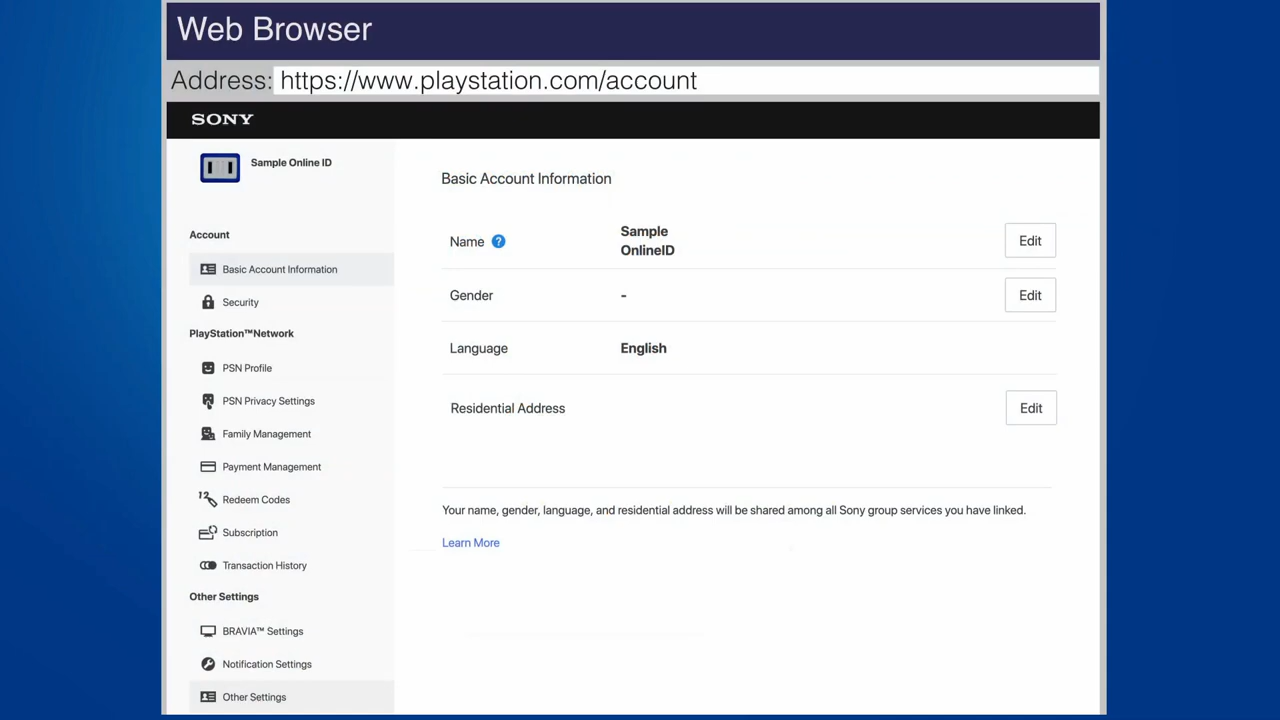 Web Browser
Address: https://www.playstation.com/account
SONY
Sample Online ID
Account
Basic Account Information
Security
PlayStation™Network
PSN Profile
PSN Privacy Settings
Family Management
Payment Management
Redeem Codes
Subscription
Transaction History
Other Settings
BRAVIA™ Settings
Notification Settings
Other Settings
Basic Account Information
Name ? Sample OnlineID Edit
Gender - Edit
Language English
Residential Address Edit
Your name, gender, language, and residential address will be shared among all Sony group services you have linked.
Learn More